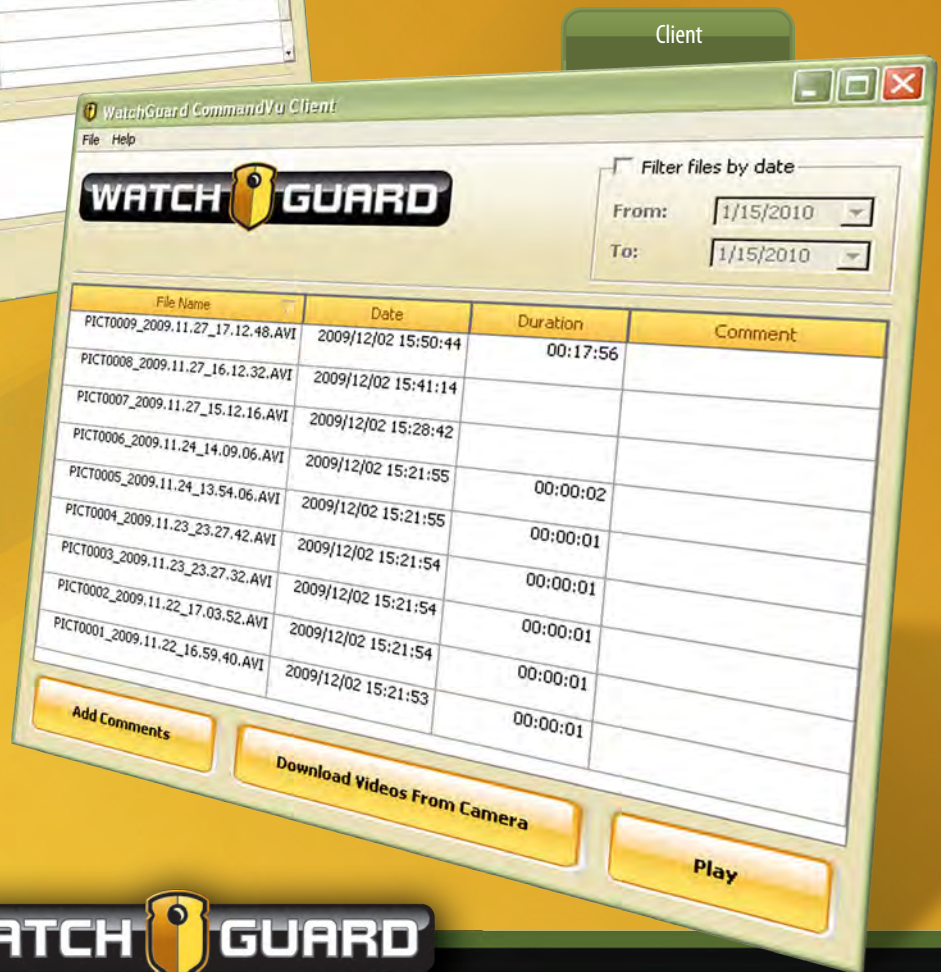 Client
WatchGuard CommandVu Client
File Help
WATCH GUARD
Filter files by date
From: 1/15/2010
To: 1/15/2010
File Name Date Duration Comment
PICT0009_2009.11.27_17.12.48.AVI 2009/12/02 15:50:44 00:17:56
PICT0008_2009.11.27_16.12.32.AVI 2009/12/02 15:41:14
PICT0007_2009.11.27_15.12.16.AVI 2009/12/02 15:28:42
PICT0006_2009.11.24_14.09.06.AVI 2009/12/02 15:21:55 00:00:02
PICT0005_2009.11.24_13.54.06.AVI 2009/12/02 15:21:55 00:00:01
PICT0004_2009.11.23_23.27.42.AVI 2009/12/02 15:21:54 00:00:01
PICT0003_2009.11.23_23.27.32.AVI 2009/12/02 15:21:54 00:00:01
PICT0002_2009.11.22_17.03.52.AVI 2009/12/02 15:21:54 00:00:01
PICT0001_2009.11.22_16.59.40.AVI 2009/12/02 15:21:53 00:00:01
Add Comments
Download Videos From Camera
Play
ATCH GUARD